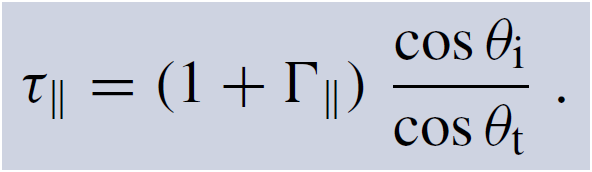 τ∥ = (1 + Γ∥) cos θi / cos θt .